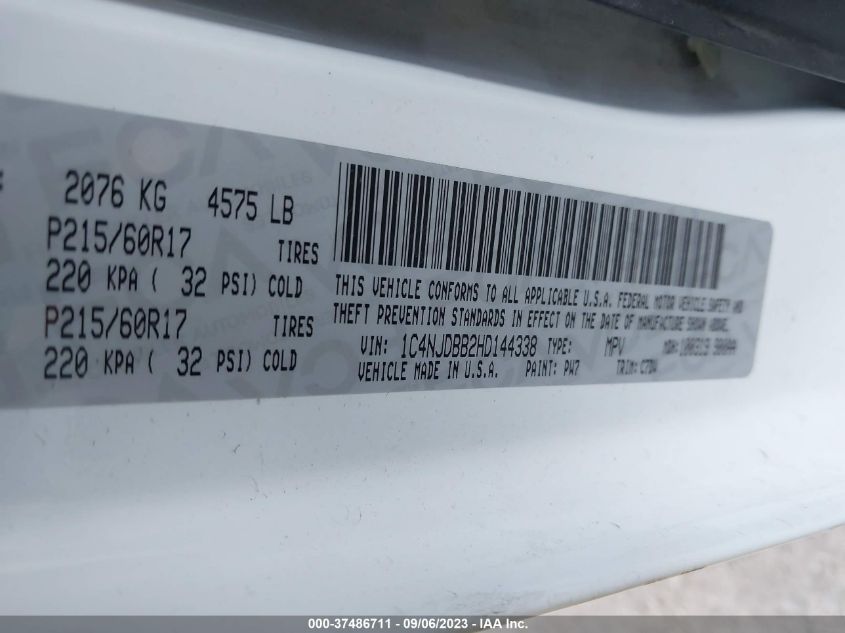 2076 KG 4575 LB
P215/60R17 TIRES
220 KPA ( 32 PSI) COLD
P215/60R17 TIRES
220 KPA ( 32 PSI) COLD
THIS VEHICLE CONFORMS TO ALL APPLICABLE U.S.A. FEDERAL MOTOR VEHICLE SAFETY AND
THEFT PREVENTION STANDARDS IN EFFECT ON THE DATE OF MANUFACTURE SHOWN ABOVE.
VIN: 1C4NJDBB2HD144338 TYPE: MPV MDH:
VEHICLE MADE IN U.S.A. PAINT: PW7 TRIM:
000-37486711 - 09/06/2023 - IAA Inc.